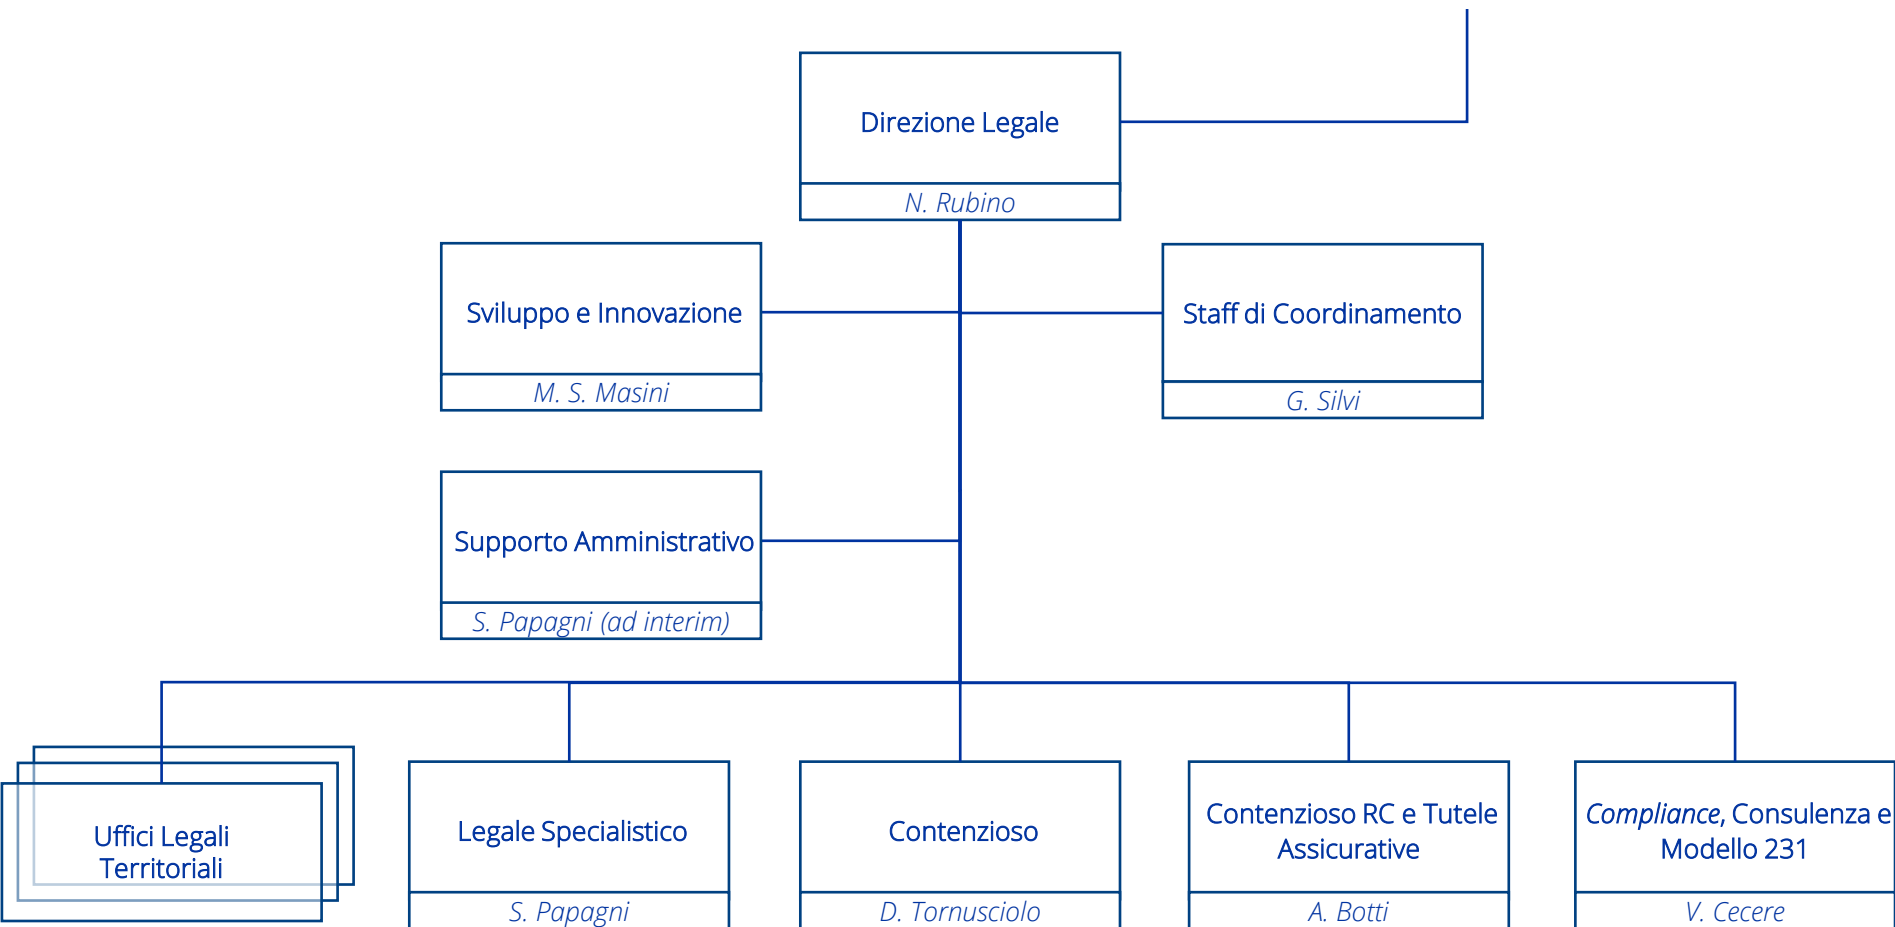 Direzione Legale
N. Rubino
Sviluppo e Innovazione
M. S. Masini
Staff di Coordinamento
G. Silvi
Supporto Amministrativo
S. Papagni (ad interim)
Uffici Legali
Territoriali
Legale Specialistico
S. Papagni
Contenzioso
D. Tornusciolo
Contenzioso RC e Tutele
Assicurative
A. Botti
Compliance, Consulenza e
Modello 231
V. Cecere